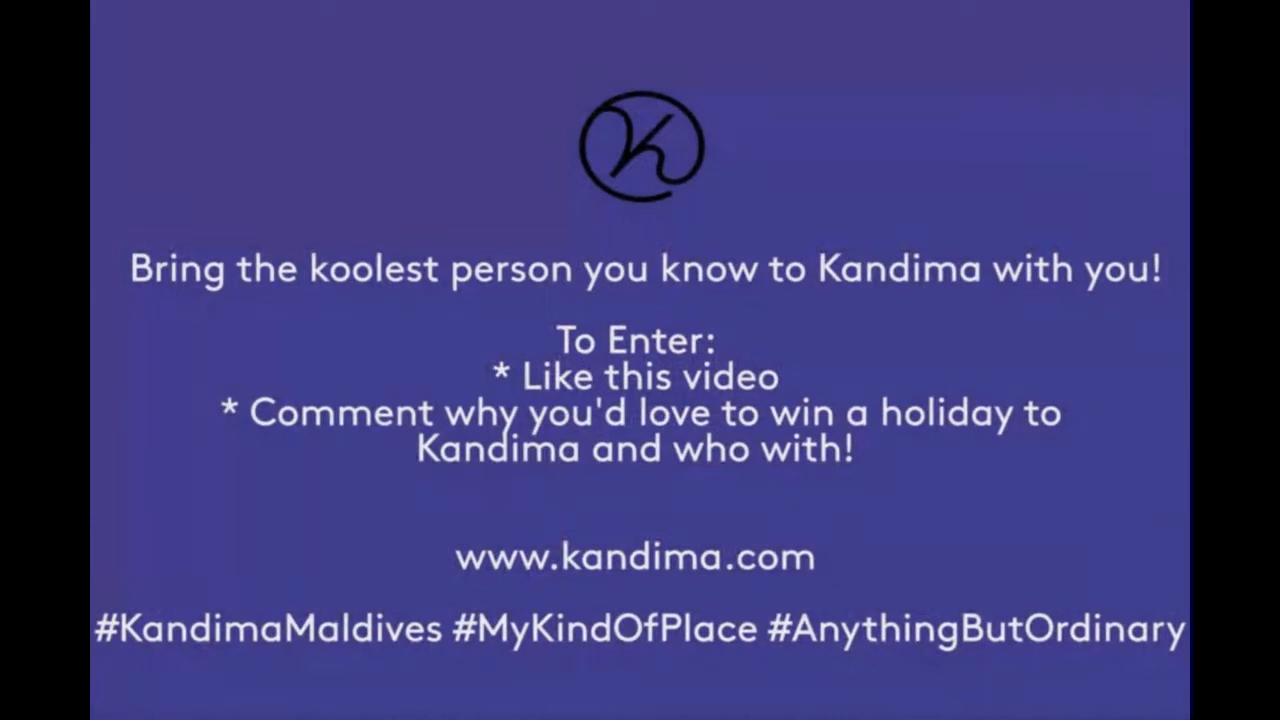 K
Bring the koolest person you know to Kandima with you!
To Enter:
* Like this video
* Comment why you'd love to win a holiday to
Kandima and who with!
www.kandima.com
#KandimaMaldives #MyKindOfPlace #AnythingButOrdinary